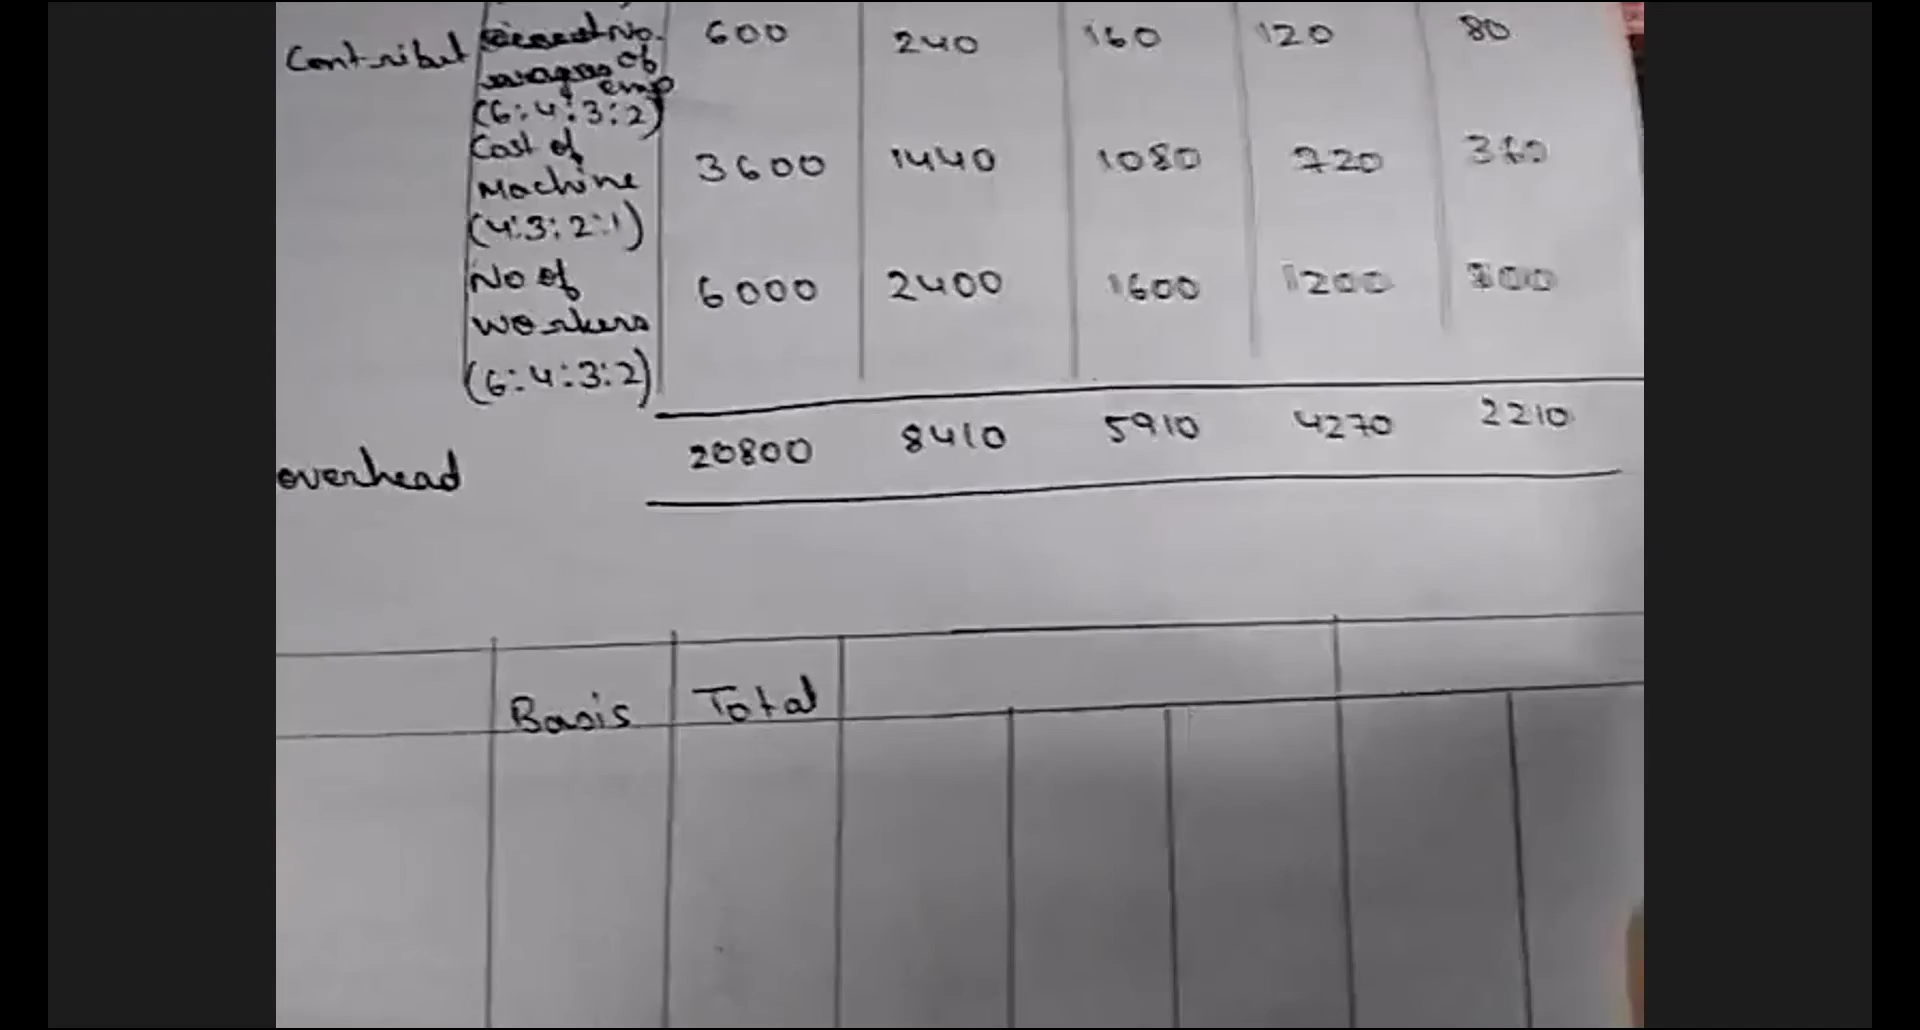 Contribut No. 600 240 160 120 80
of
emp
(6:4:3:2)
Cost of
Machine 3600 1440 1080 720 360
(4:3:2:1)
No of
Workers 6000 2400 1600 1200 800
(6:4:3:2)
overhead 20800 8410 5910 4270 2210
Basis Total